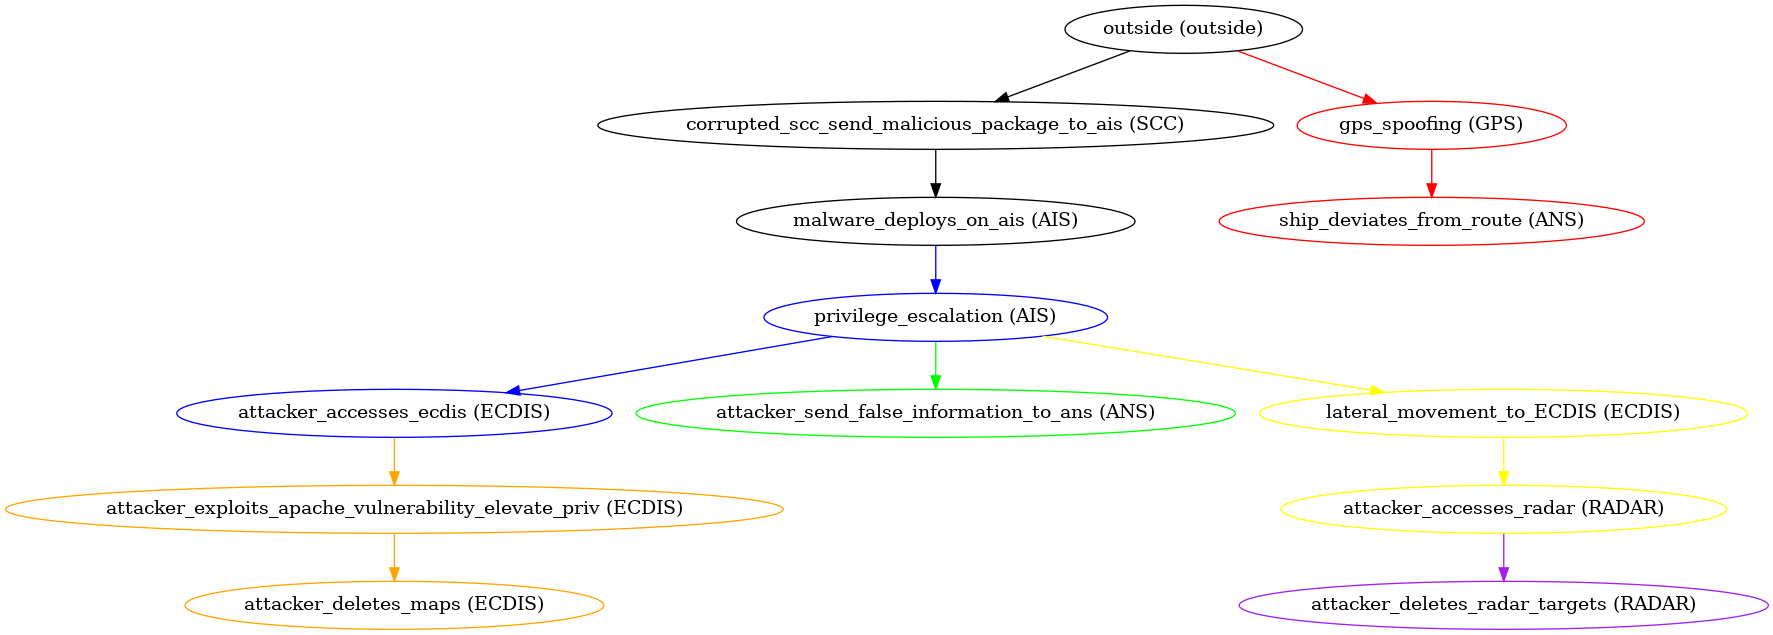 outside (outside)
corrupted_scc_send_malicious_package_to_ais (SCC)
gps_spoofing (GPS)
malware_deploys_on_ais (AIS)
ship_deviates_from_route (ANS)
privilege_escalation (AIS)
attacker_accesses_ecdis (ECDIS)
attacker_send_false_information_to_ans (ANS)
lateral_movement_to_ECDIS (ECDIS)
attacker_exploits_apache_vulnerability_elevate_priv (ECDIS)
attacker_accesses_radar (RADAR)
attacker_deletes_maps (ECDIS)
attacker_deletes_radar_targets (RADAR)